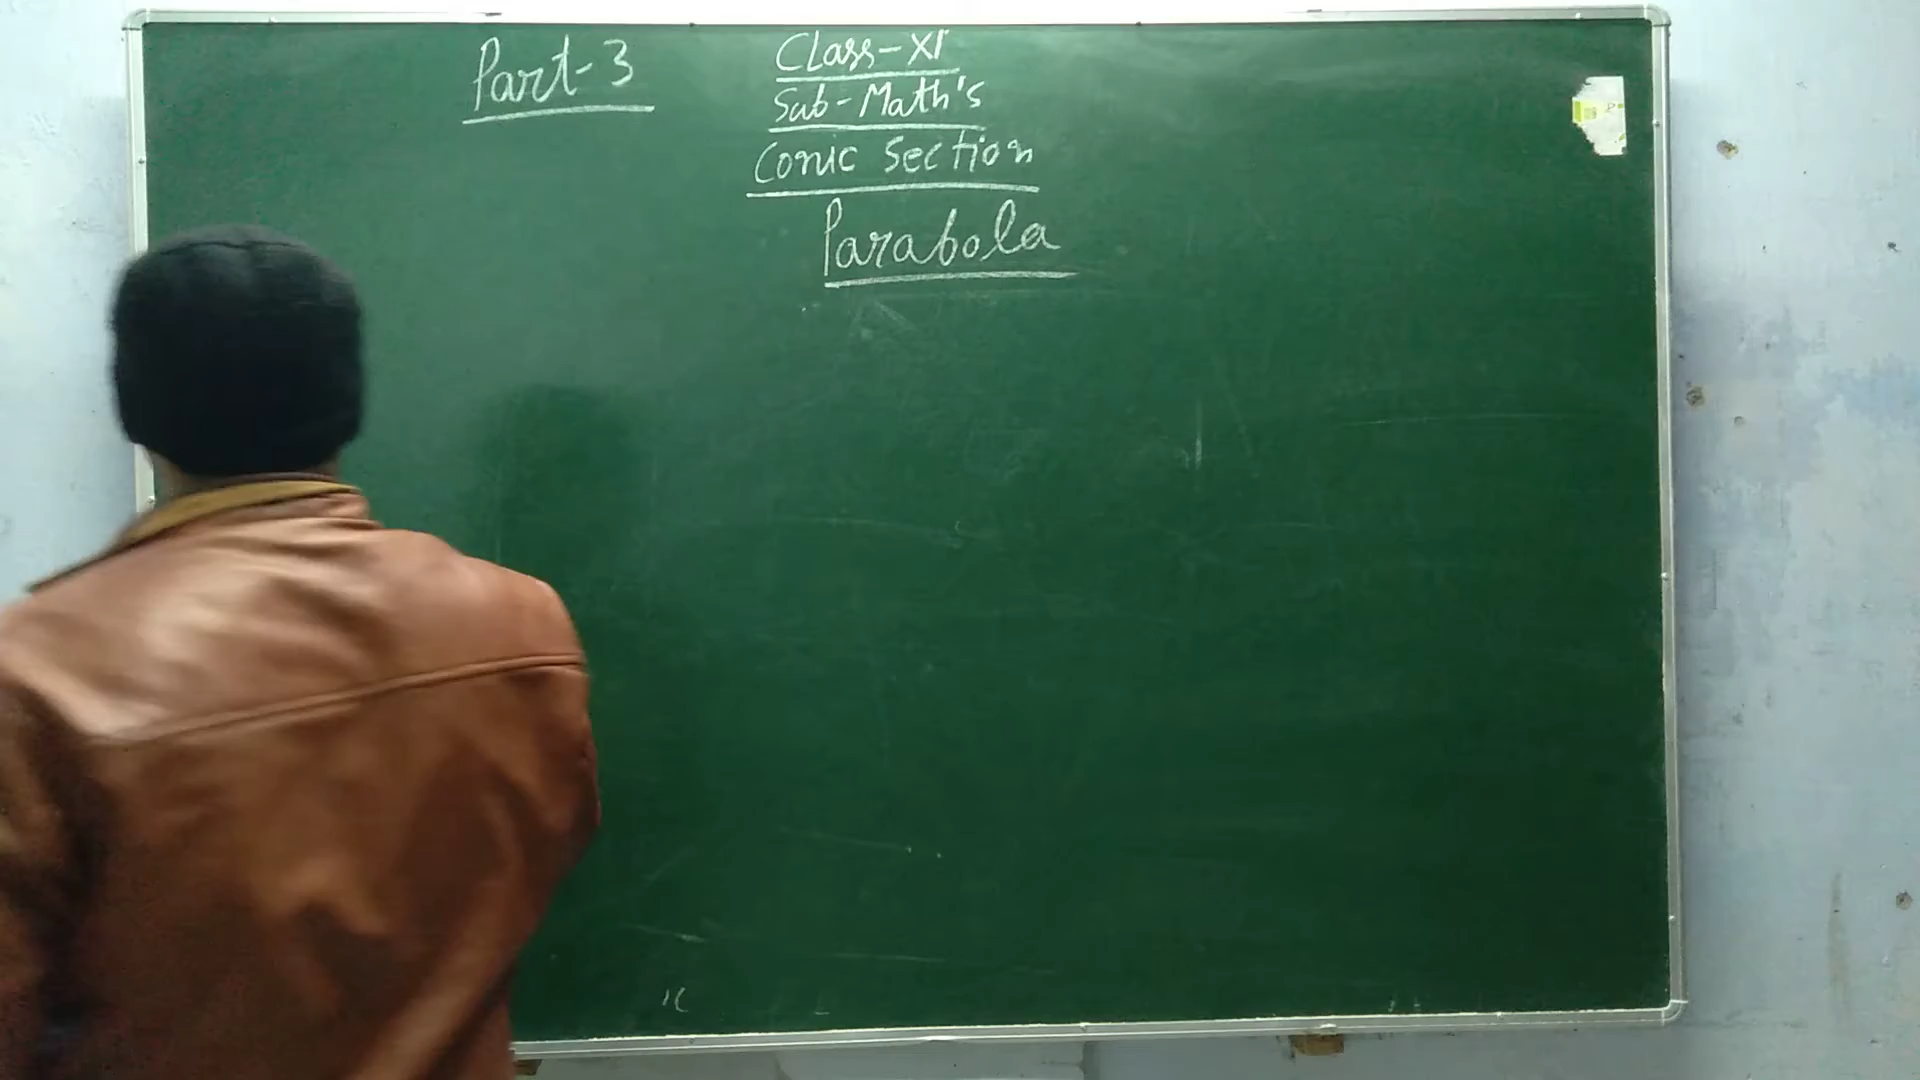 Part-3
Class-XI
Sub-Math's
Conic Section
Parabola